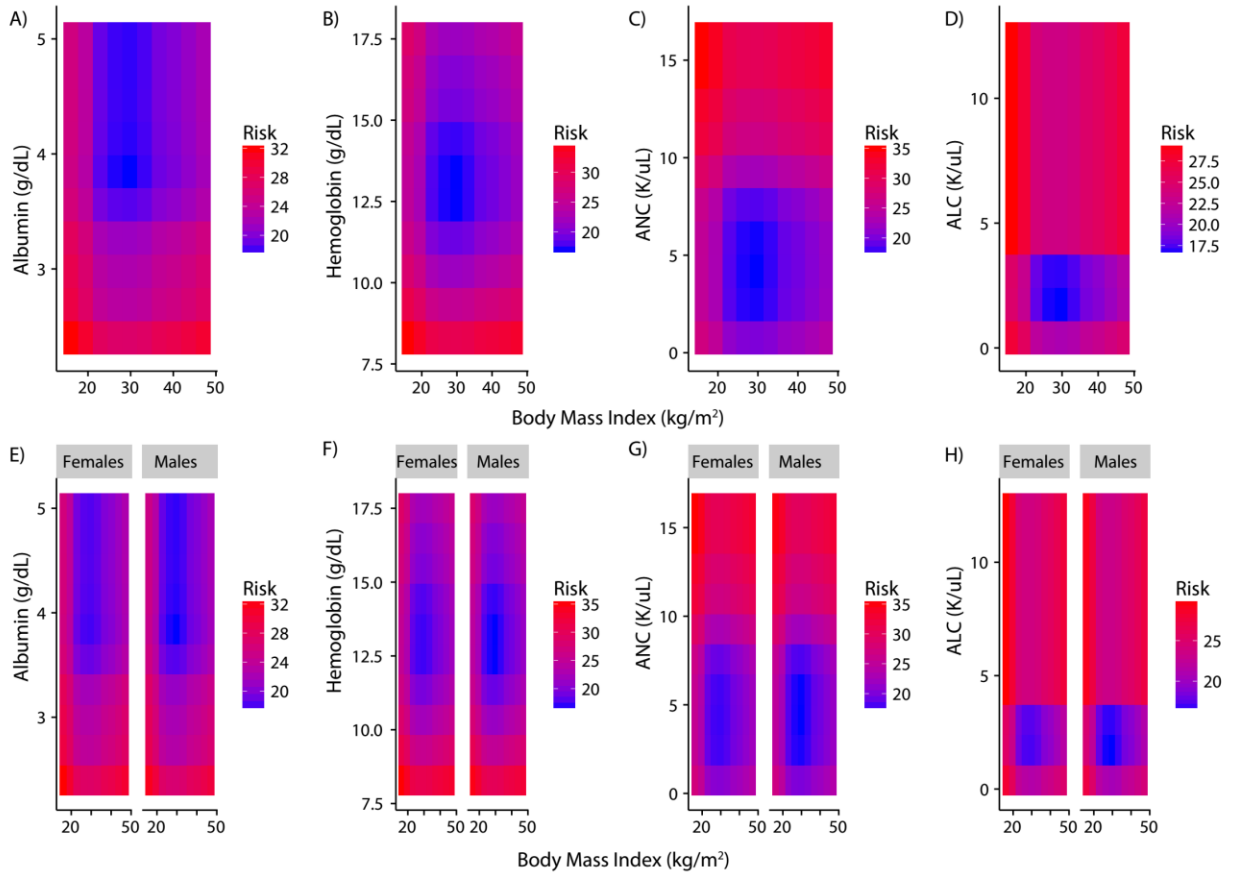 A)
Albumin (g/dL)
5
4
3
20 30 40 50
Risk
32
28
24
20
B)
Hemoglobin (g/dL)
17.5
15.0
12.5
10.0
7.5
20 30 40 50
Risk
30
25
20
C)
ANC (K/uL)
15
10
5
0
20 30 40 50
Risk
35
30
25
20
D)
ALC (K/uL)
10
5
0
20 30 40 50
Risk
27.5
25.0
22.5
20.0
17.5
Body Mass Index (kg/m²)
E)
Females Males
Albumin (g/dL)
5
4
3
20 50 20 50
Risk
32
28
24
20
F)
Females Males
Hemoglobin (g/dL)
17.5
15.0
12.5
10.0
7.5
20 50 20 50
Risk
35
30
25
20
G)
Females Males
ANC (K/uL)
15
10
5
0
20 50 20 50
Risk
35
30
25
20
H)
Females Males
ALC (K/uL)
10
5
0
20 50 20 50
Risk
25
20
Body Mass Index (kg/m²)